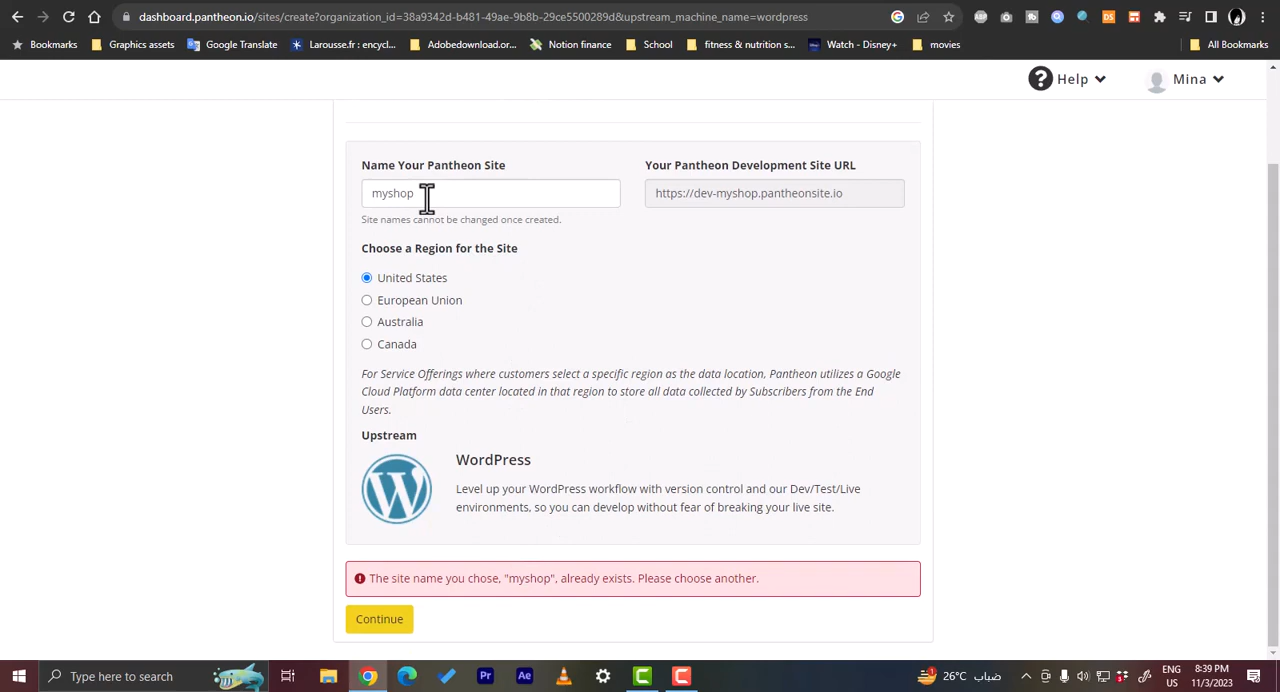 dashboard.pantheon.io/sites/create?organization_id=38a9342d-b481-49ae-9b8b-29ce5500289d&upstream_machine_name=wordpress
Bookmarks Graphics assets Google Translate Larousse.fr : encycl... Adobedownload.or... Notion finance School fitness & nutrition s... Watch - Disney+ movies All Bookmarks
Help Mina
Name Your Pantheon Site Your Pantheon Development Site URL
myshop https://dev-myshop.pantheonsite.io
Site names cannot be changed once created.
Choose a Region for the Site
United States
European Union
Australia
Canada
For Service Offerings where customers select a specific region as the data location, Pantheon utilizes a Google
Cloud Platform data center located in that region to store all data collected by Subscribers from the End
Users.
Upstream
WordPress
Level up your WordPress workflow with version control and our Dev/Test/Live
environments, so you can develop without fear of breaking your live site.
The site name you chose, "myshop", already exists. Please choose another.
Continue
Type here to search Pr Ae 26°C ضباب ENG 8:39 PM
US 11/3/2023